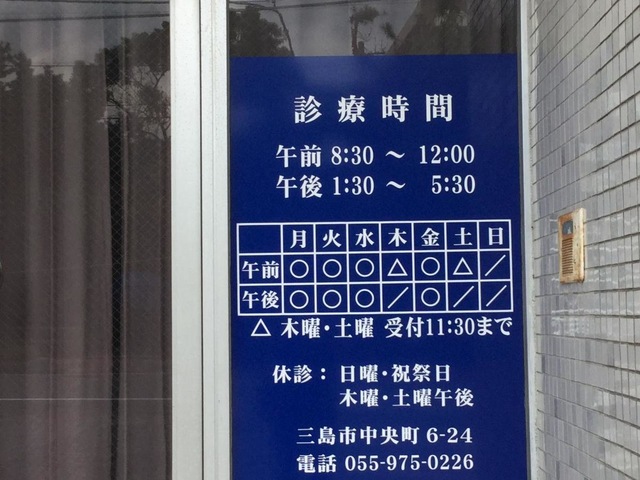 診療時間
午前 8:30 ～ 12:00
午後 1:30 ～ 5:30
月 火 水 木 金 土 日
午前 ○ ○ ○ △ ○ △ ／
午後 ○ ○ ○ ／ ○ ／ ／
△ 木曜・土曜 受付11:30まで
休診： 日曜・祝祭日
木曜・土曜午後
三島市中央町 6-24
電話 055-975-0226